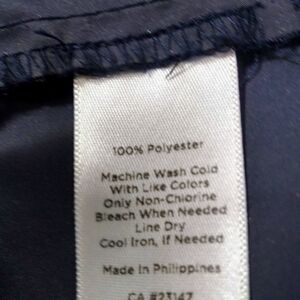 100% Polyester
Machine Wash Cold
With Like Colors
Only Non-Chlorine
Bleach When Needed
Line Dry
Cool Iron, If Needed
Made In Philippines
CA #23147